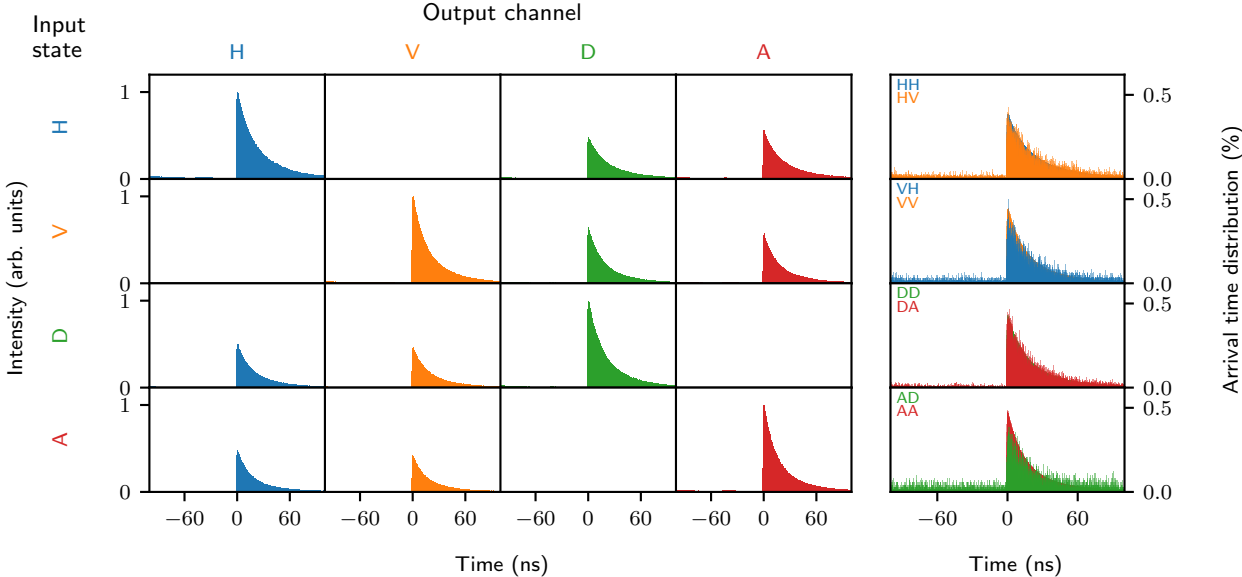 Output channel
Input
state
H V D A
H
1
0
HH
HV
0.5
0.0
V
1
0
VH
VV
0.5
0.0
D
1
0
DD
DA
0.5
0.0
A
1
0
AD
AA
0.5
0.0
Intensity (arb. units)
Arrival time distribution (%)
−60 0 60 −60 0 60 −60 0 60 −60 0 60 −60 0 60
Time (ns) Time (ns)